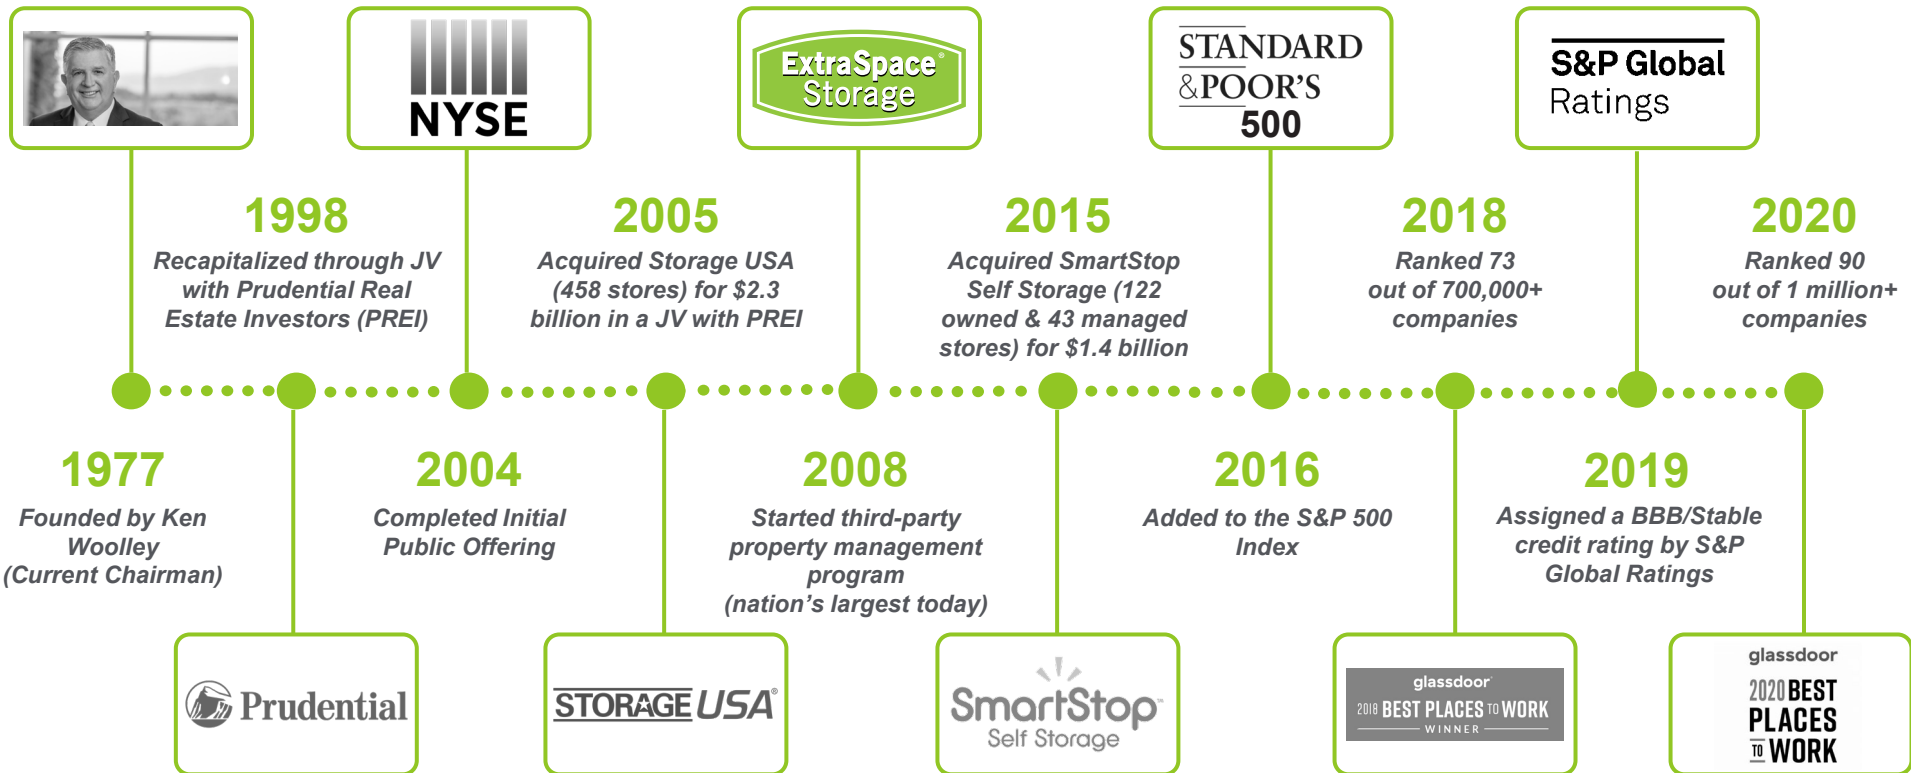 NYSE
ExtraSpace®
Storage
STANDARD
&POOR'S
500
S&P Global
Ratings
1998
Recapitalized through JV
with Prudential Real
Estate Investors (PREI)
2005
Acquired Storage USA
(458 stores) for $2.3
billion in a JV with PREI
2015
Acquired SmartStop
Self Storage (122
owned & 43 managed
stores) for $1.4 billion
2018
Ranked 73
out of 700,000+
companies
2020
Ranked 90
out of 1 million+
companies
1977
Founded by Ken
Woolley
(Current Chairman)
2004
Completed Initial
Public Offering
2008
Started third-party
property management
program
(nation's largest today)
2016
Added to the S&P 500
Index
2019
Assigned a BBB/Stable
credit rating by S&P
Global Ratings
Prudential
STORAGE USA®
SmartStop℠
Self Storage
glassdoor
2018 BEST PLACES TO WORK
WINNER
glassdoor
2020 BEST
PLACES
TO WORK